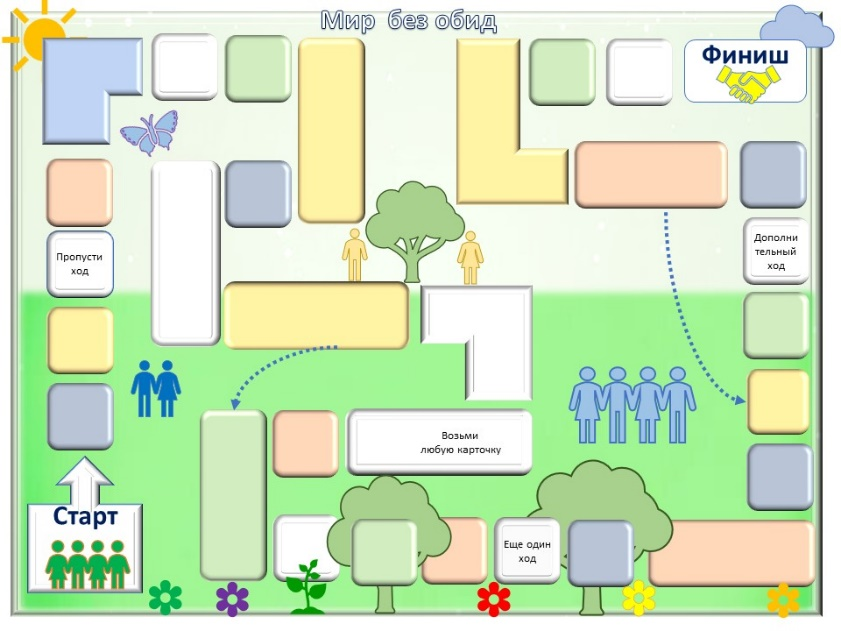 Мир без обид
Финиш
Пропусти
ход
Дополни
тельный
ход
Возьми
любую карточку
Старт
Еще один
ход